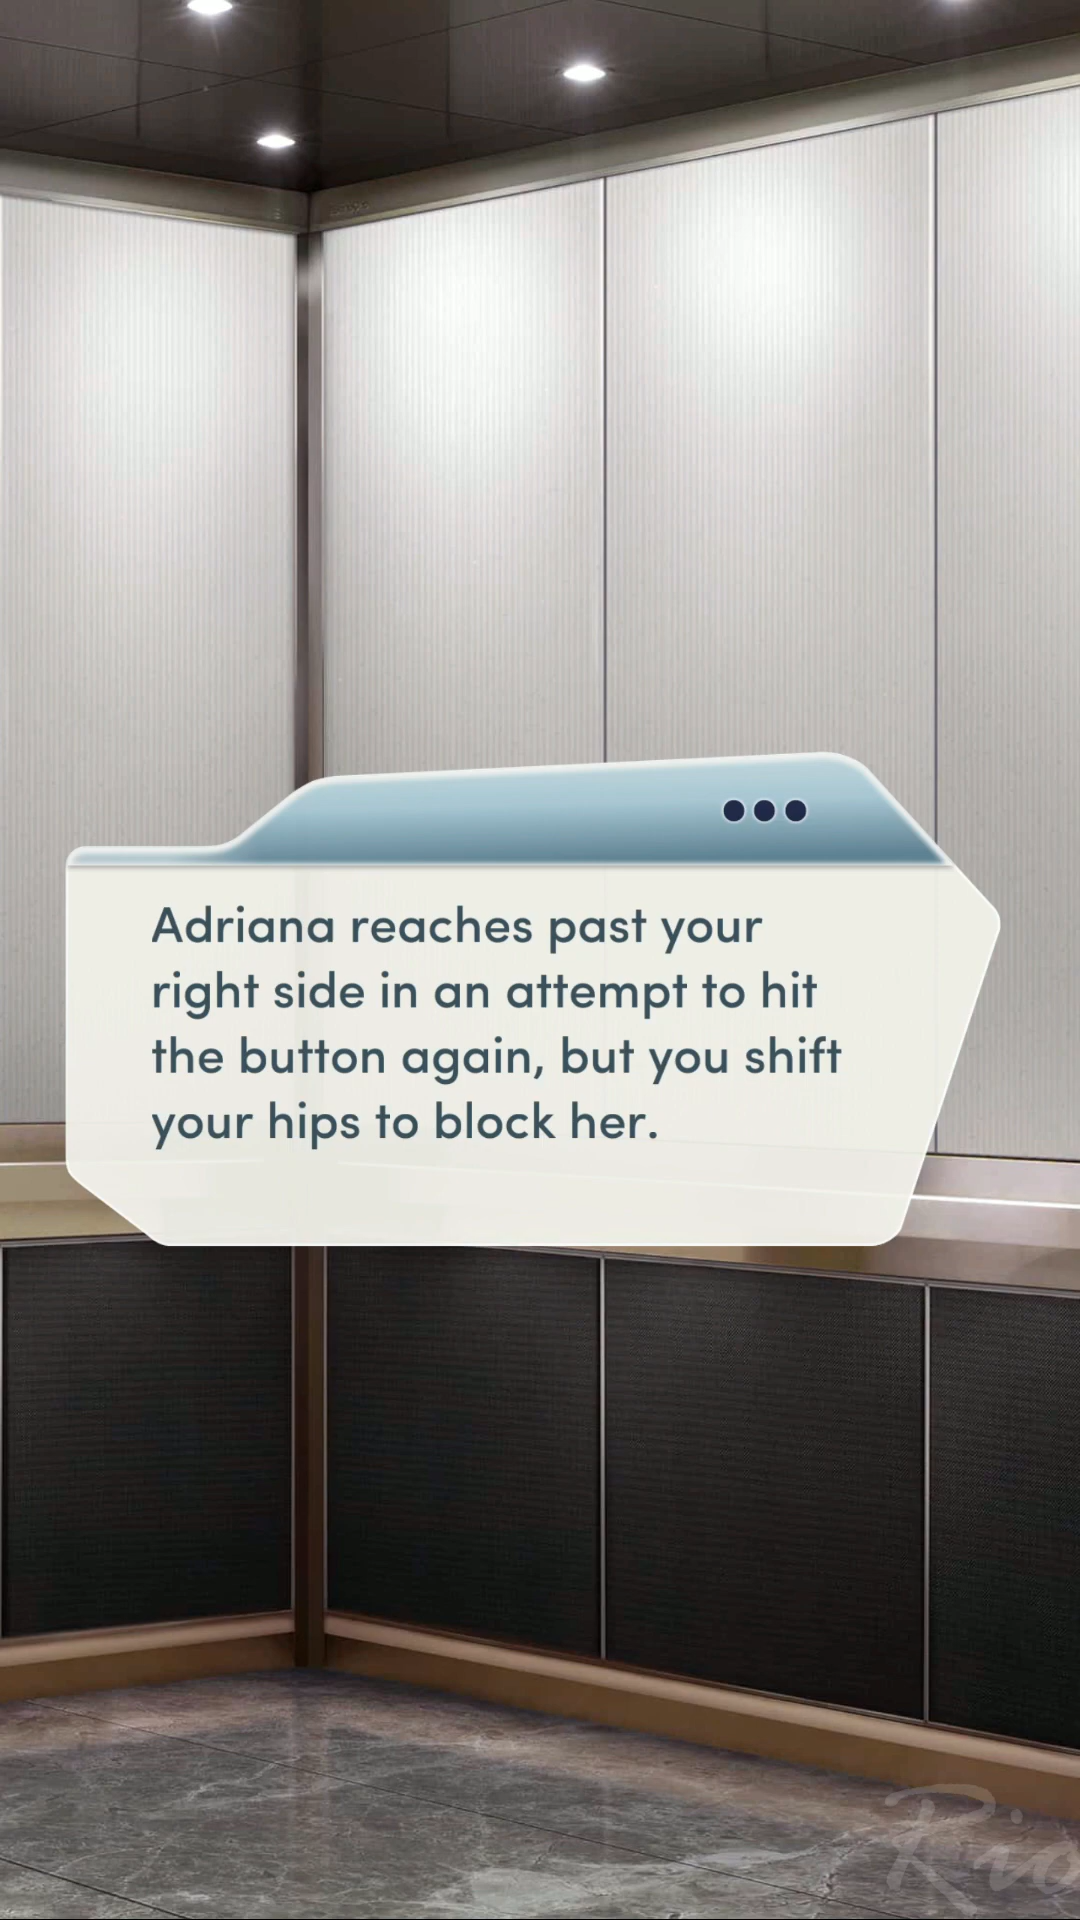 Adriana reaches past your
right side in an attempt to hit
the button again, but you shift
your hips to block her.
Rio